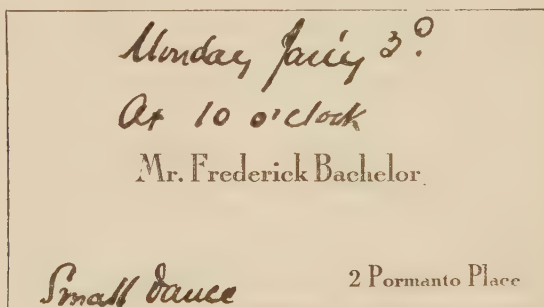 Monday Jan'y 3?
At 10 o'clock
Mr. Frederick Bachelor
Small dance
2 Pormanto Place